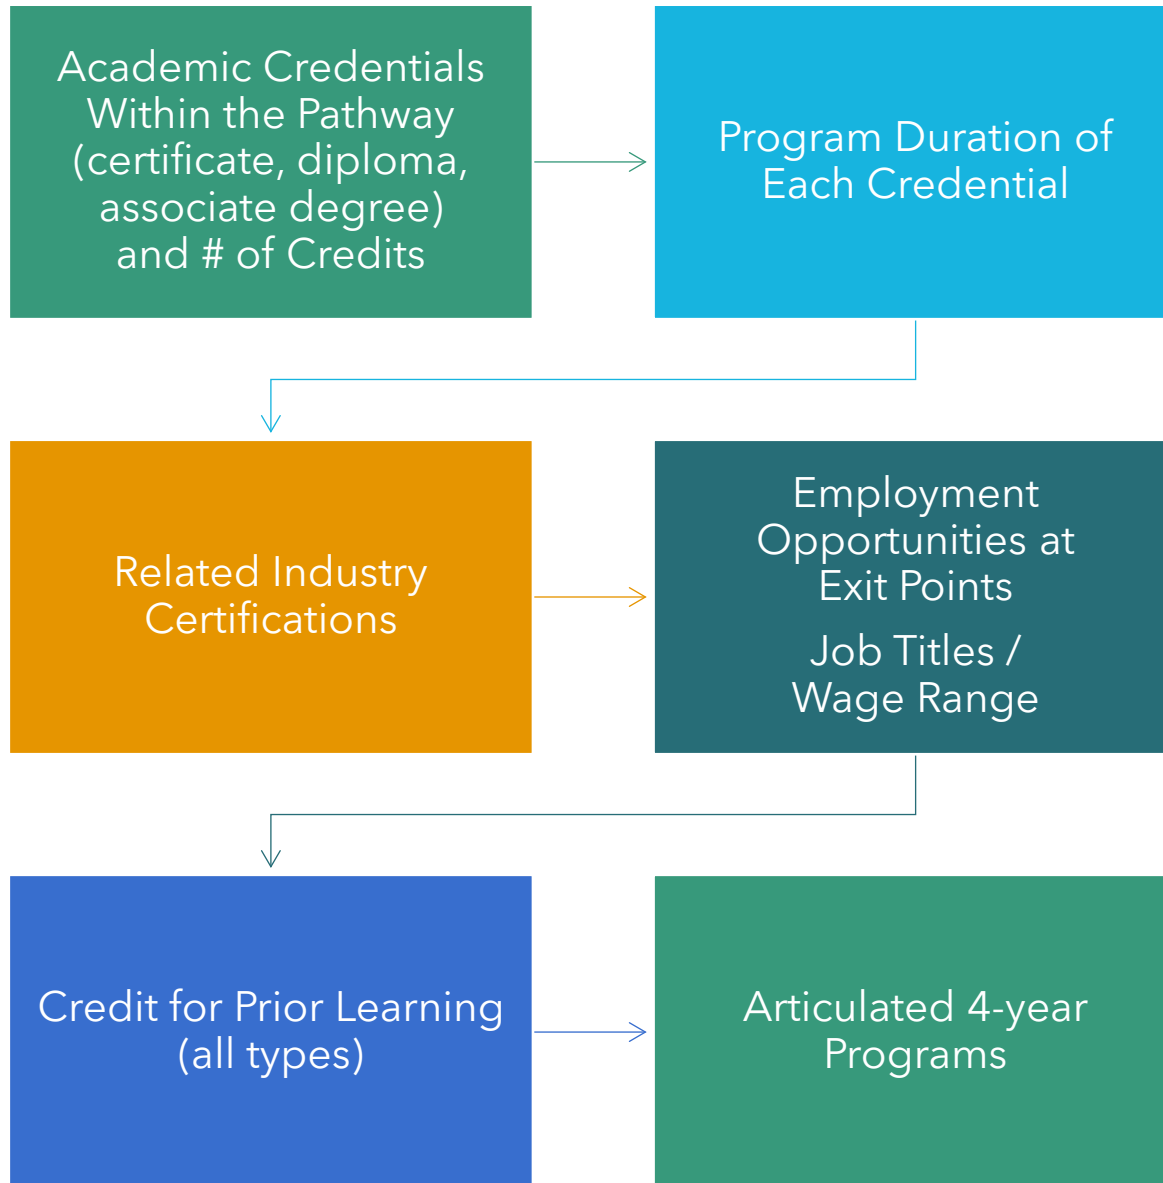 Academic Credentials
Within the Pathway
(certificate, diploma,
associate degree)
and # of Credits
Program Duration of
Each Credential
Related Industry
Certifications
Employment
Opportunities at
Exit Points
Job Titles /
Wage Range
Credit for Prior Learning
(all types)
Articulated 4-year
Programs